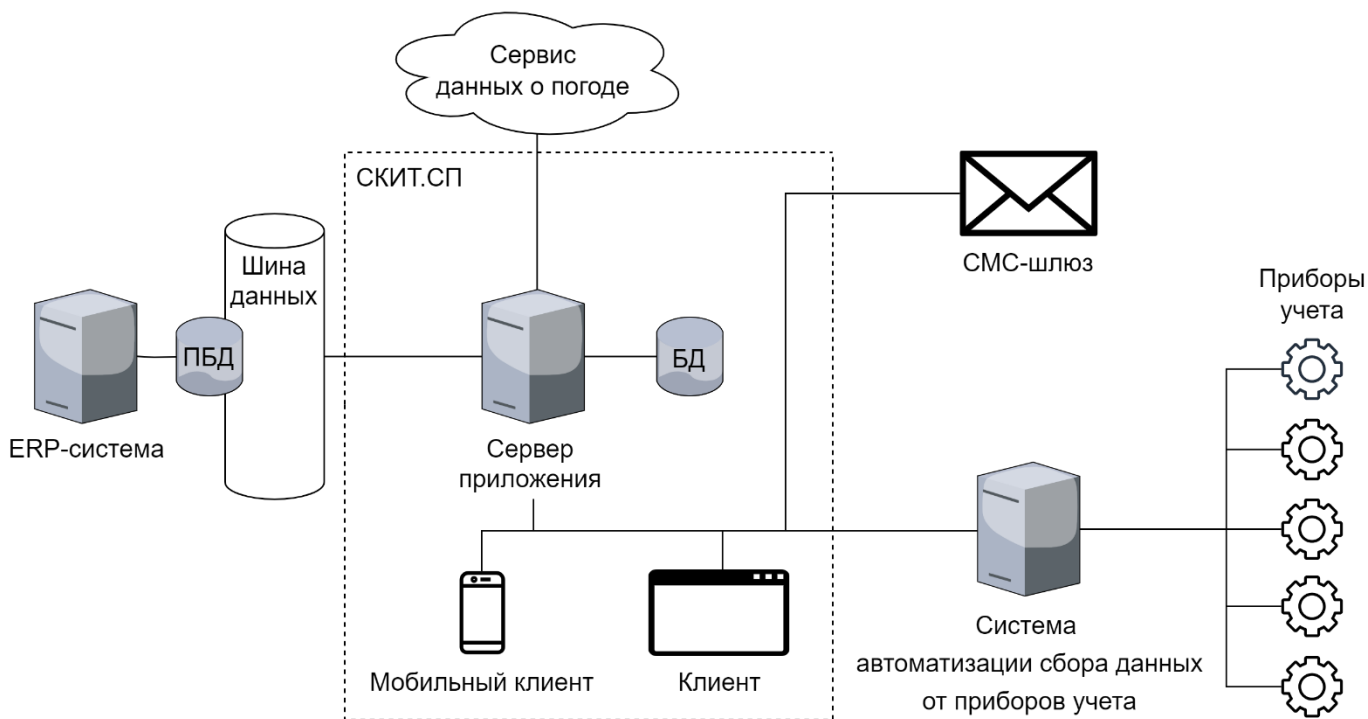 Сервис
данных о погоде
СКИТ.СП
Шина
данных
СМС-шлюз
Приборы
учета
ПБД
БД
ERP-система
Сервер
приложения
Мобильный клиент
Клиент
Система
автоматизации сбора данных
от приборов учета